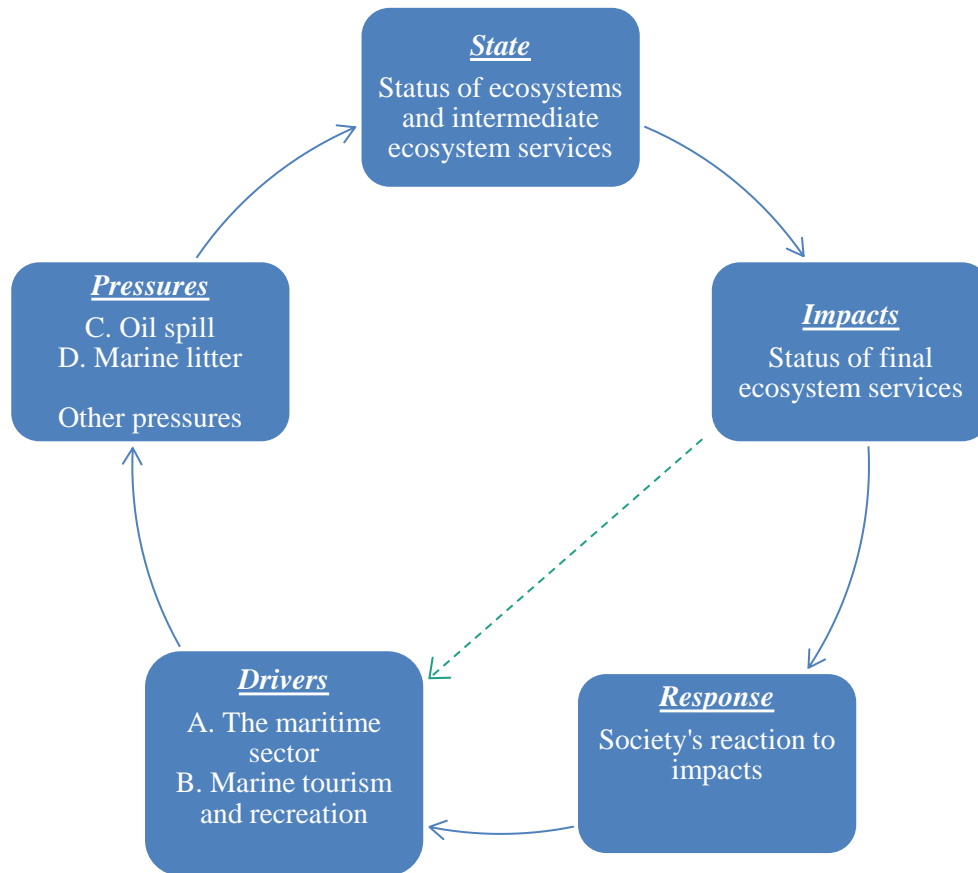 State
Status of ecosystems
and intermediate
ecosystem services
Pressures
C. Oil spill
D. Marine litter
Other pressures
Impacts
Status of final
ecosystem services
Drivers
A. The maritime
sector
B. Marine tourism
and recreation
Response
Society's reaction to
impacts